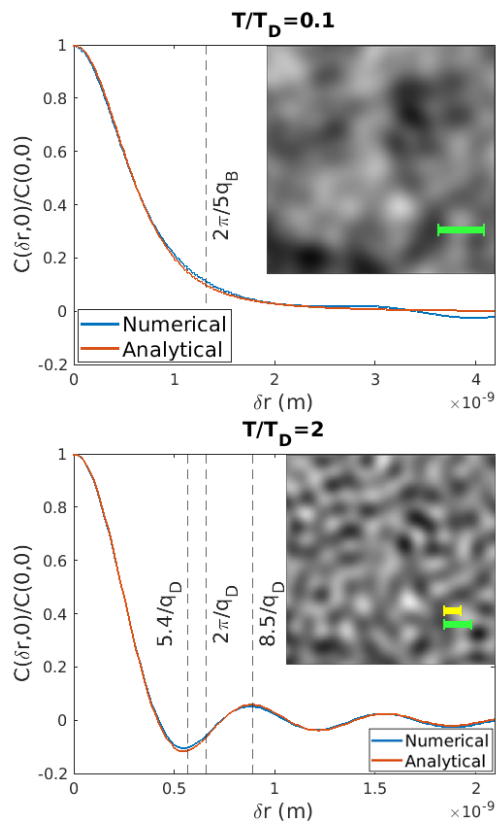 T/T_D=0.1
1
0.8
0.6
0.4
0.2
0
-0.2
C(δr,0)/C(0,0)
2π/5q_B
Numerical
Analytical
0
1
2
3
4
δr (m)
×10⁻⁹
T/T_D=2
1
0.8
0.6
0.4
0.2
0
-0.2
C(δr,0)/C(0,0)
5.4/q_D
2π/q_D
8.5/q_D
Numerical
Analytical
0
0.5
1
1.5
2
δr (m)
×10⁻⁹